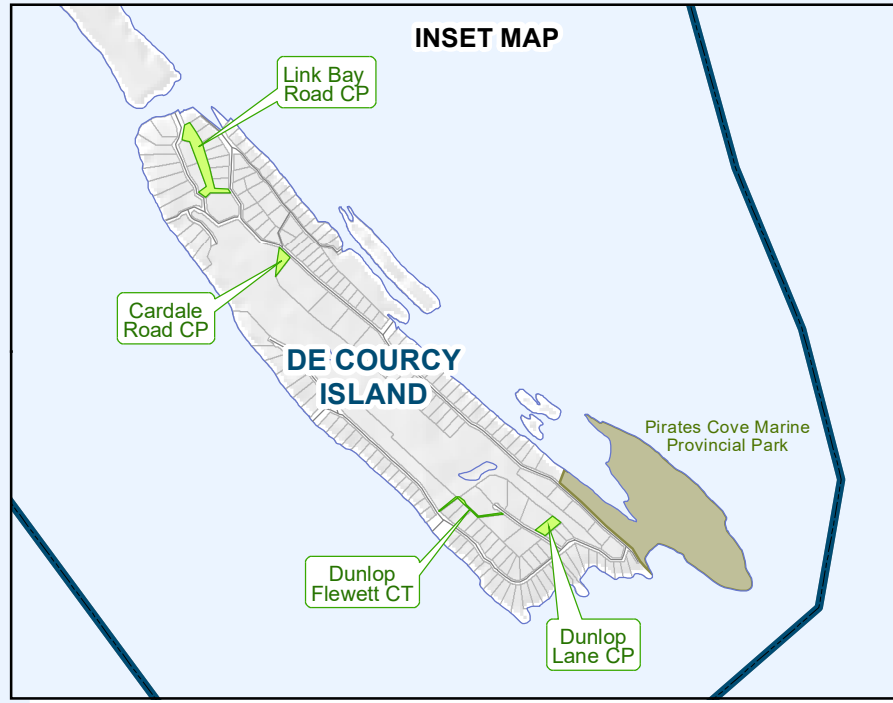 INSET MAP
Link Bay
Road CP
Cardale
Road CP
DE COURCY
ISLAND
Pirates Cove Marine
Provincial Park
Dunlop
Flewett CT
Dunlop
Lane CP